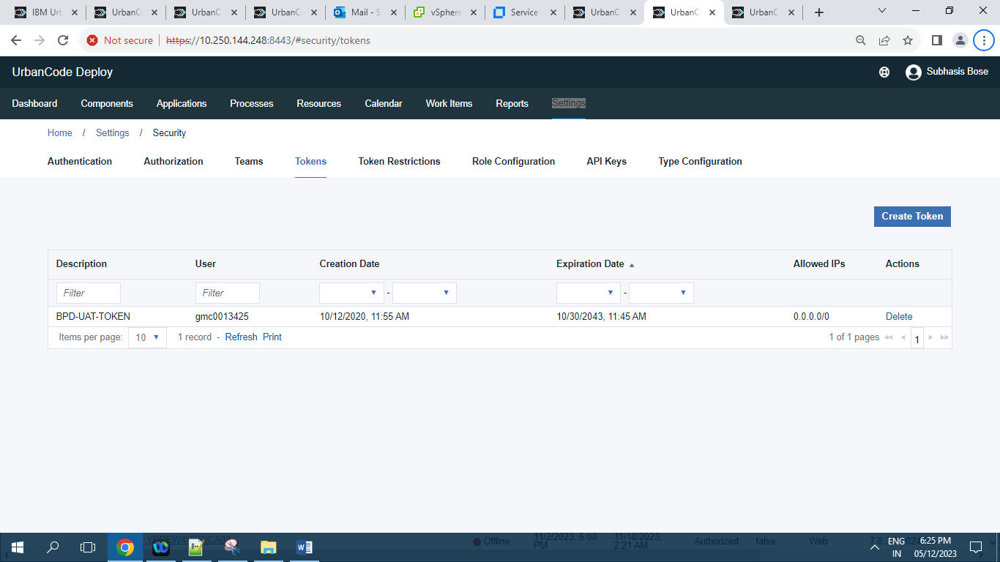 IBM Urb UrbanC UrbanC UrbanC Mail - S vSphere Service UrbanC UrbanC UrbanC
Not secure https://10.250.144.248:8443/#security/tokens
UrbanCode Deploy Subhasis Bose
Dashboard Components Applications Processes Resources Calendar Work Items Reports Settings
Home / Settings / Security
Authentication Authorization Teams Tokens Token Restrictions Role Configuration API Keys Type Configuration
Create Token
Description User Creation Date Expiration Date Allowed IPs Actions
Filter Filter - -
BPD-UAT-TOKEN gmc0013425 10/12/2020, 11:55 AM 10/30/2043, 11:45 AM 0.0.0.0/0 Delete
Items per page: 10 1 record - Refresh Print 1 of 1 pages 1
Offline 11/2/2023, 6:08 PM 11/18/2023, 2:21 AM Authorized false Web
ENG 6:25 PM
IN 05/12/2023